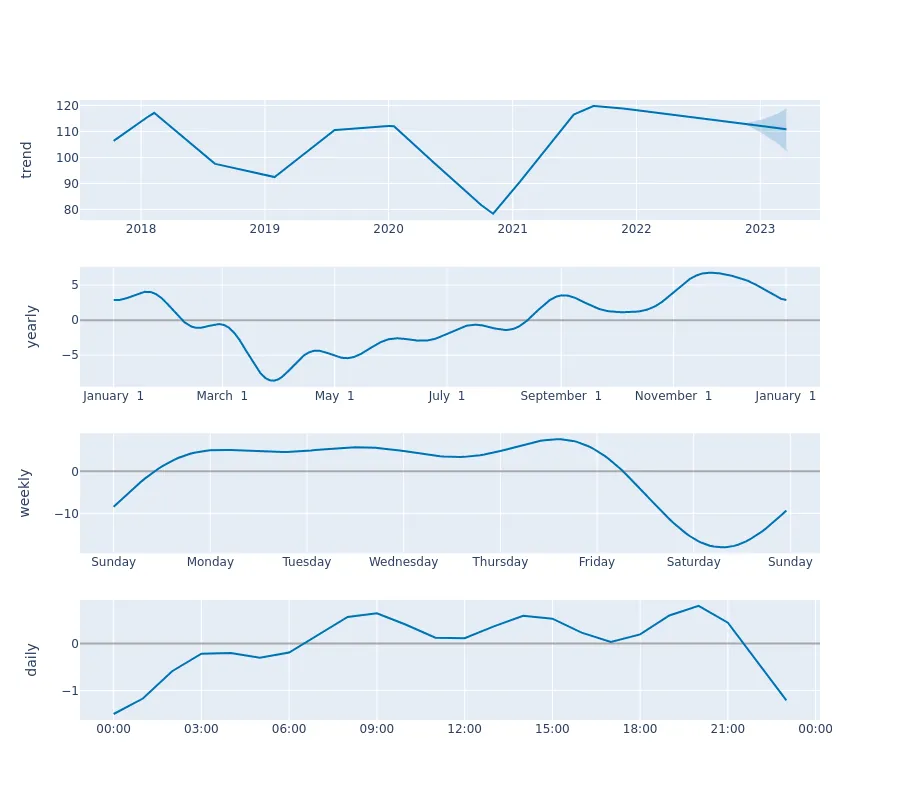 trend
120
110
100
90
80
2018 2019 2020 2021 2022 2023
yearly
5
0
−5
January 1 March 1 May 1 July 1 September 1 November 1 January 1
weekly
0
−10
Sunday Monday Tuesday Wednesday Thursday Friday Saturday Sunday
daily
0
−1
00:00 03:00 06:00 09:00 12:00 15:00 18:00 21:00 00:00